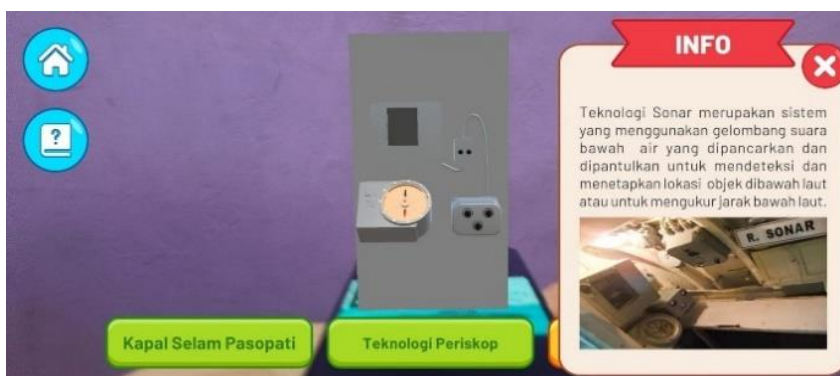 INFO
Teknologi Sonar merupakan sistem
yang menggunakan gelombang suara
bawah air yang dipancarkan dan
dipantulkan untuk mendeteksi dan
menetapkan lokasi objek dibawah laut
atau untuk mengukur jarak bawah laut.
R. SONAR
?
Kapal Selam Pasopati
Teknologi Periskop